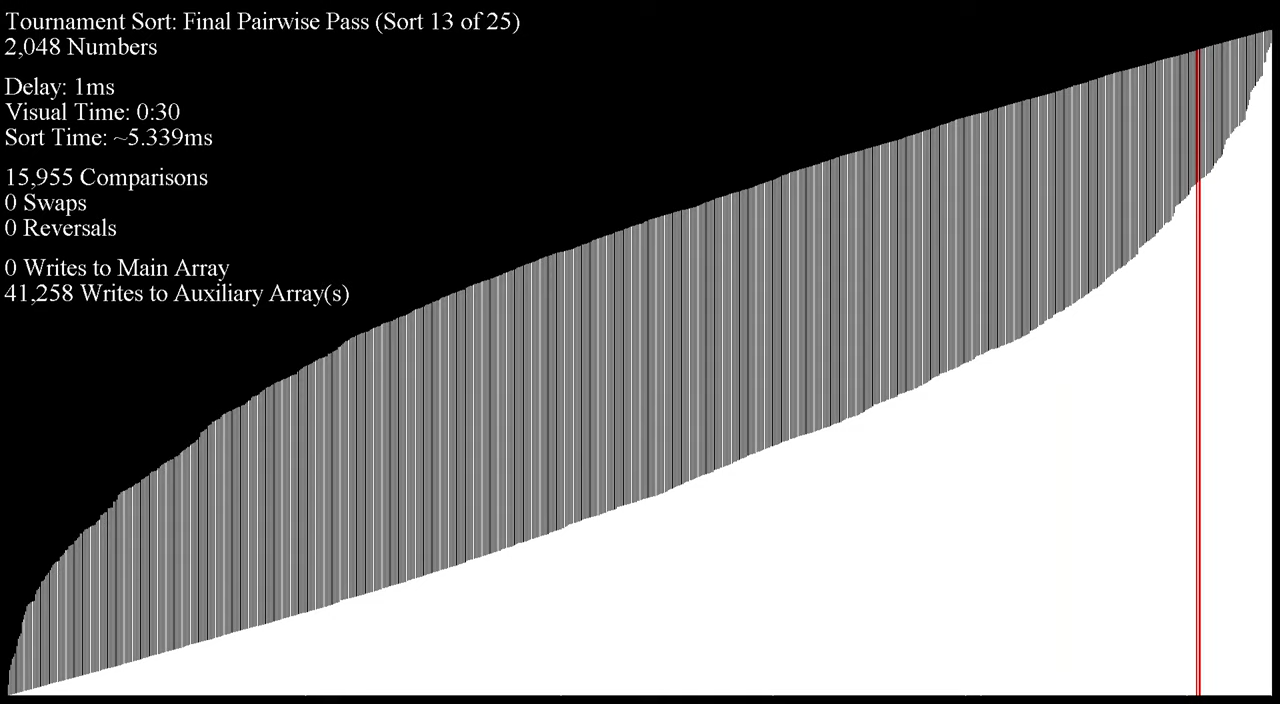 Tournament Sort: Final Pairwise Pass (Sort 13 of 25)
2,048 Numbers
Delay: 1ms
Visual Time: 0:30
Sort Time: ~5.339ms
15,955 Comparisons
0 Swaps
0 Reversals
0 Writes to Main Array
41,258 Writes to Auxiliary Array(s)